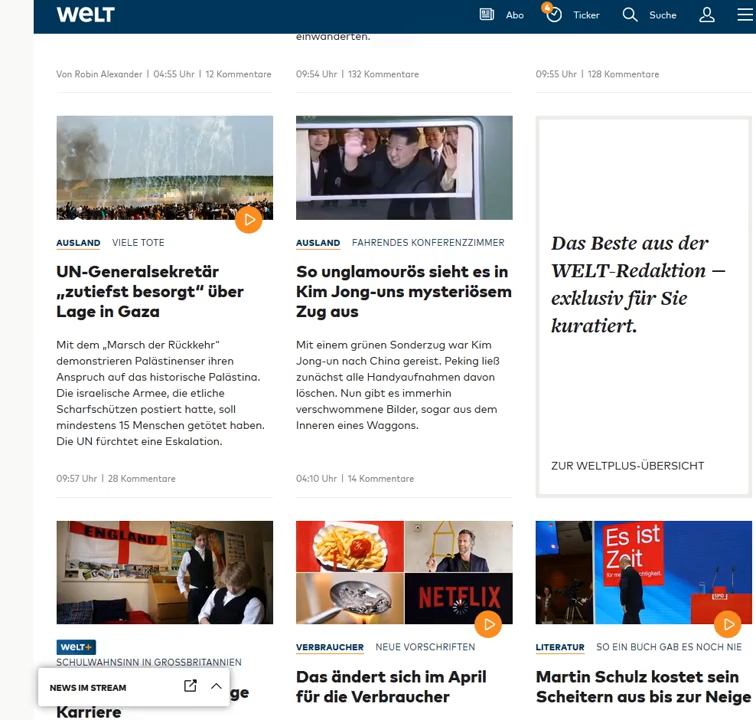 WELT
Abo
4
Ticker
Suche
einwanderten.
Von Robin Alexander | 04:55 Uhr | 12 Kommentare
09:54 Uhr | 132 Kommentare
09:55 Uhr | 128 Kommentare
AUSLAND VIELE TOTE
UN-Generalsekretär
„zutiefst besorgt“ über
Lage in Gaza
Mit dem „Marsch der Rückkehr“
demonstrieren Palästinenser ihren
Anspruch auf das historische Palästina.
Die israelische Armee, die etliche
Scharfschützen postiert hatte, soll
mindestens 15 Menschen getötet haben.
Die UN fürchtet eine Eskalation.
09:57 Uhr | 28 Kommentare
AUSLAND FAHRENDES KONFERENZZIMMER
So unglamourös sieht es in
Kim Jong-uns mysteriösem
Zug aus
Mit einem grünen Sonderzug war Kim
Jong-un nach China gereist. Peking ließ
zunächst alle Handyaufnahmen davon
löschen. Nun gibt es immerhin
verschwommene Bilder, sogar aus dem
Inneren eines Waggons.
04:10 Uhr | 14 Kommentare
Das Beste aus der
WELT-Redaktion –
exklusiv für Sie
kuratiert.
ZUR WELTPLUS-ÜBERSICHT
ENGLAND
WELT+
SCHULWAHNSINN IN GROSSBRITANNIEN
ge
Karriere
NEWS IM STREAM
NETFLIX
VERBRAUCHER NEUE VORSCHRIFTEN
Das ändert sich im April
für die Verbraucher
Es ist
Zeit
SPD
LITERATUR SO EIN BUCH GAB ES NOCH NIE
Martin Schulz kostet sein
Scheitern aus bis zur Neige